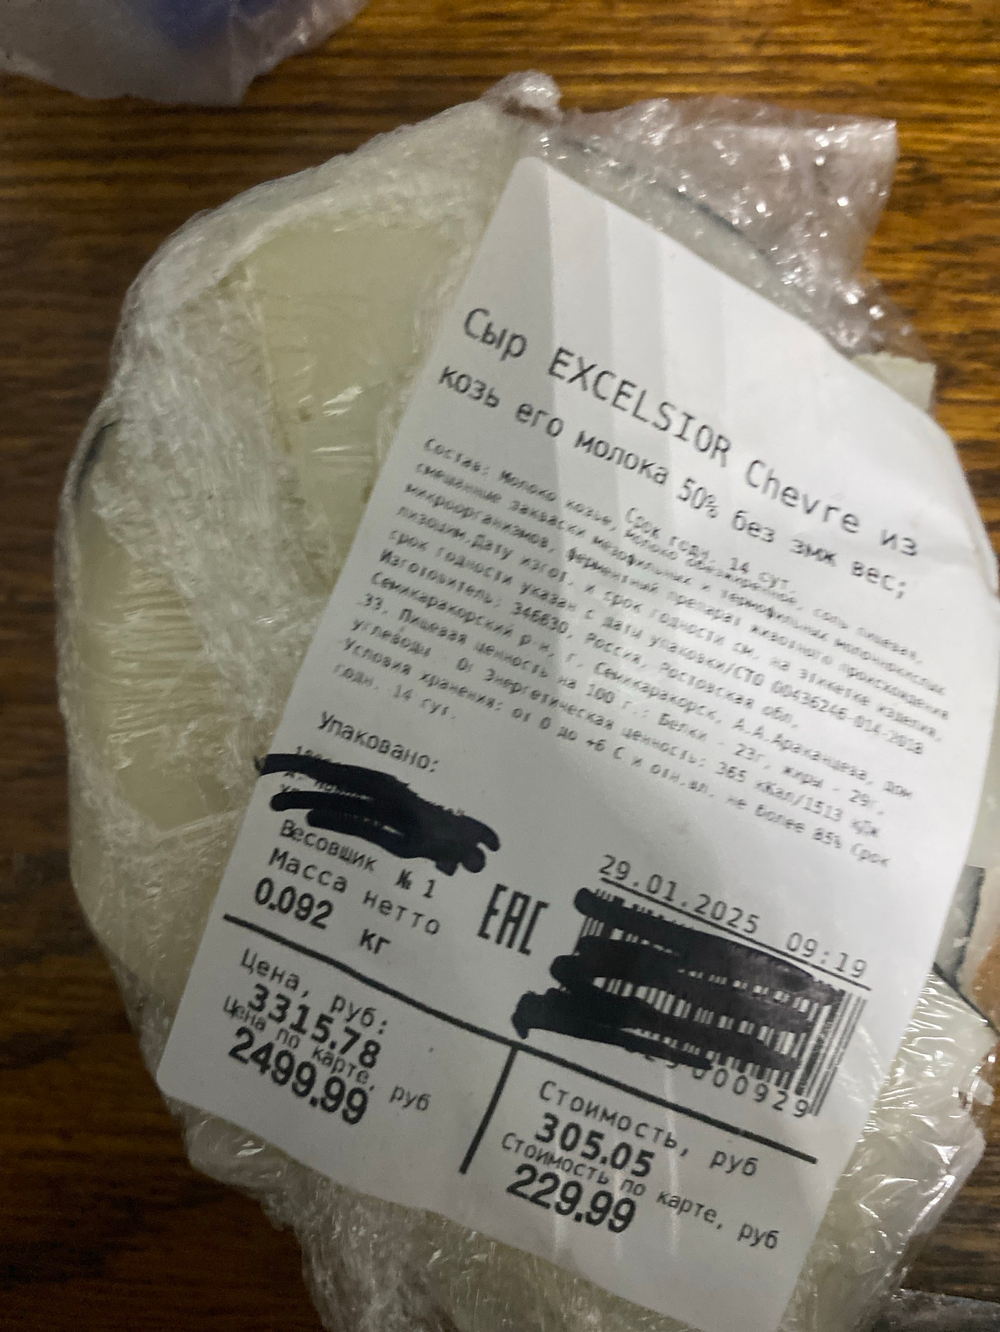 Сыр EXCELSIOR Chevre из
козь его молока 50% без змж вес;
Срок годн. 14 сут.
Состав: Молоко козье, молоко обезжиренное, соль пищевая,
смешанные закваски мезофильных и термофильных молочнокислых
микроорганизмов, ферментный препарат животного происхождения
лизоцим.Дату изгот. и срок годности см. на этикетке изделия,
срок годности указан с даты упаковки/СТО 00436246-014-2018
Изготовитель: 346630, Россия, Ростовская обл.
Семикаракорский р-н, г. Семикаракорск, А.А.Араканцева, дом
33. Пищевая ценность на 100 г.: Белки - 23г, жиры - 29г,
углеводы - 0г Энергетическая ценность: 365 кКал/1513 кДж
Условия хранения: от 0 до +6 С и отн.вл. не более 85% Срок
годн. 14 сут.
Упаковано:
Весовщик № 1
Масса нетто
0.092 кг
ЕАС
29.01.2025 09:19
000929
Цена, руб:
3315.78
Цена по карте, руб
2499.99
Стоимость, руб
305.05
Стоимость по карте, руб
229.99